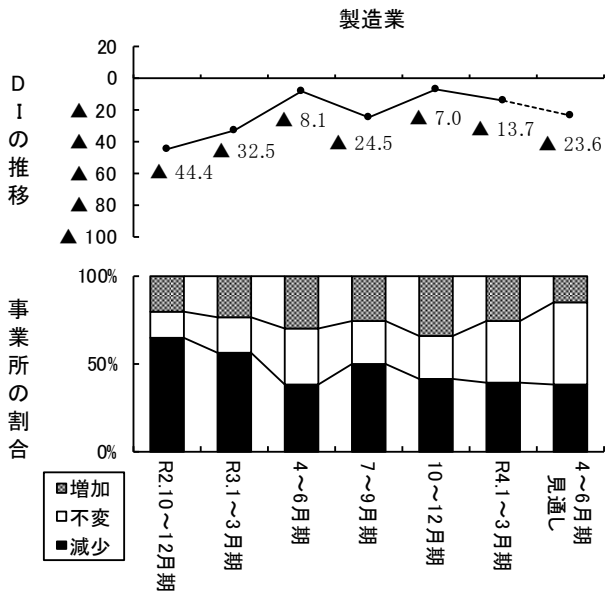 製造業
DIの推移
20
0
▲ 20
▲ 40
▲ 60
▲ 80
▲ 100
▲ 44.4
▲ 32.5
▲ 8.1
▲ 24.5
▲ 7.0
▲ 13.7
▲ 23.6
事業所の割合
100%
50%
0%
増加
不変
減少
R2.10～12月期
R3.1～3月期
4～6月期
7～9月期
10～12月期
R4.1～3月期
4～6月期
見通し